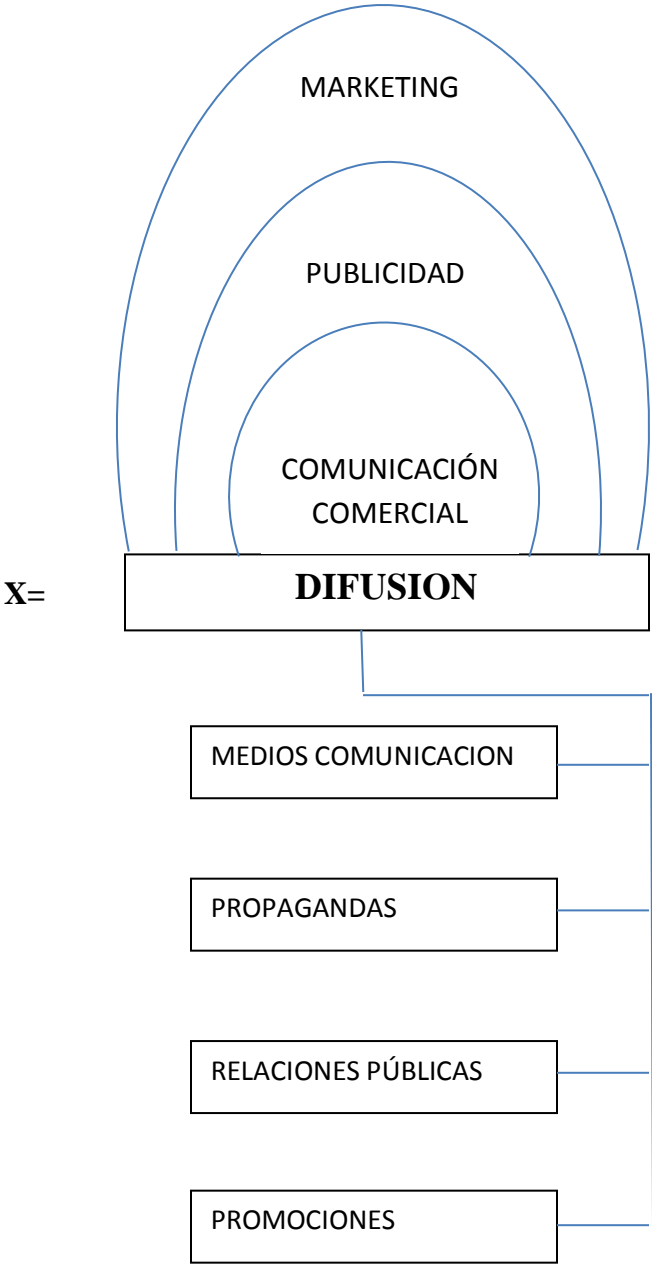 MARKETING
PUBLICIDAD
COMUNICACIÓN
COMERCIAL
X=
DIFUSION
MEDIOS COMUNICACION
PROPAGANDAS
RELACIONES PÚBLICAS
PROMOCIONES